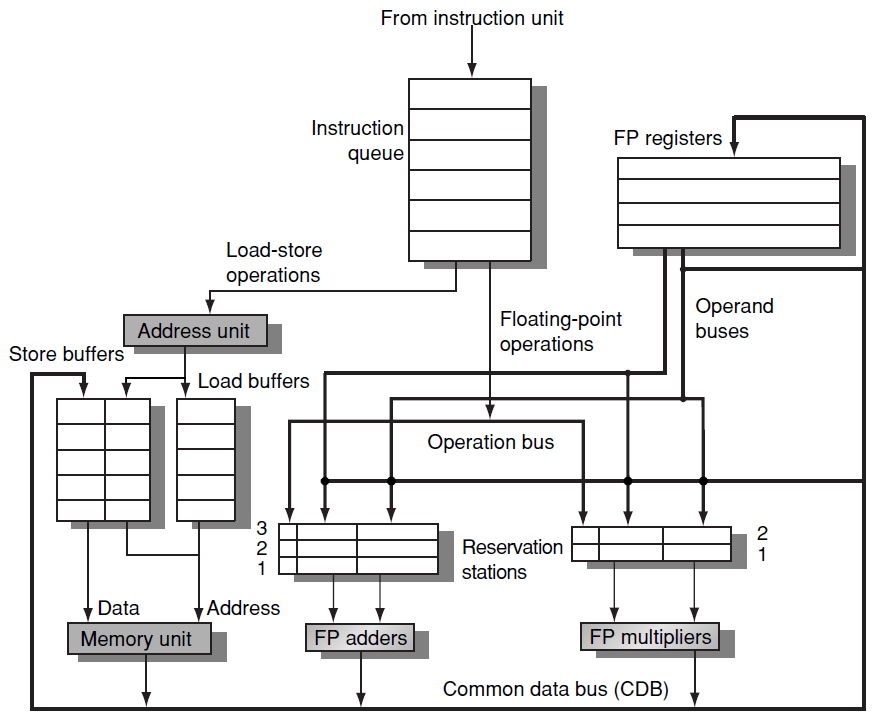 From instruction unit
Instruction
queue
FP registers
Load-store
operations
Address unit
Floating-point
operations
Operand
buses
Store buffers
Load buffers
Operation bus
3
2
1
Reservation
stations
2
1
Data
Address
Memory unit
FP adders
FP multipliers
Common data bus (CDB)